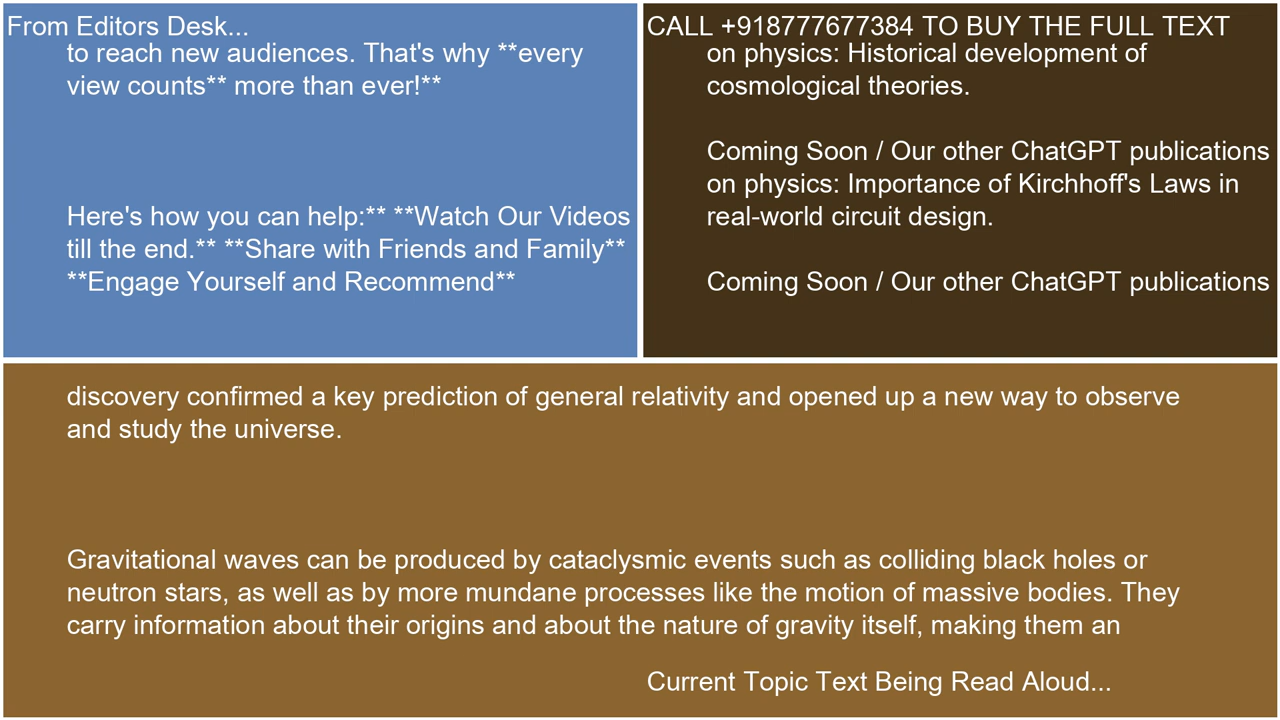 From Editors Desk...
to reach new audiences. That's why **every
view counts** more than ever!**
Here's how you can help:** **Watch Our Videos
till the end.** **Share with Friends and Family**
**Engage Yourself and Recommend**
CALL +918777677384 TO BUY THE FULL TEXT
on physics: Historical development of
cosmological theories.
Coming Soon / Our other ChatGPT publications
on physics: Importance of Kirchhoff's Laws in
real-world circuit design.
Coming Soon / Our other ChatGPT publications
discovery confirmed a key prediction of general relativity and opened up a new way to observe
and study the universe.
Gravitational waves can be produced by cataclysmic events such as colliding black holes or
neutron stars, as well as by more mundane processes like the motion of massive bodies. They
carry information about their origins and about the nature of gravity itself, making them an
Current Topic Text Being Read Aloud...